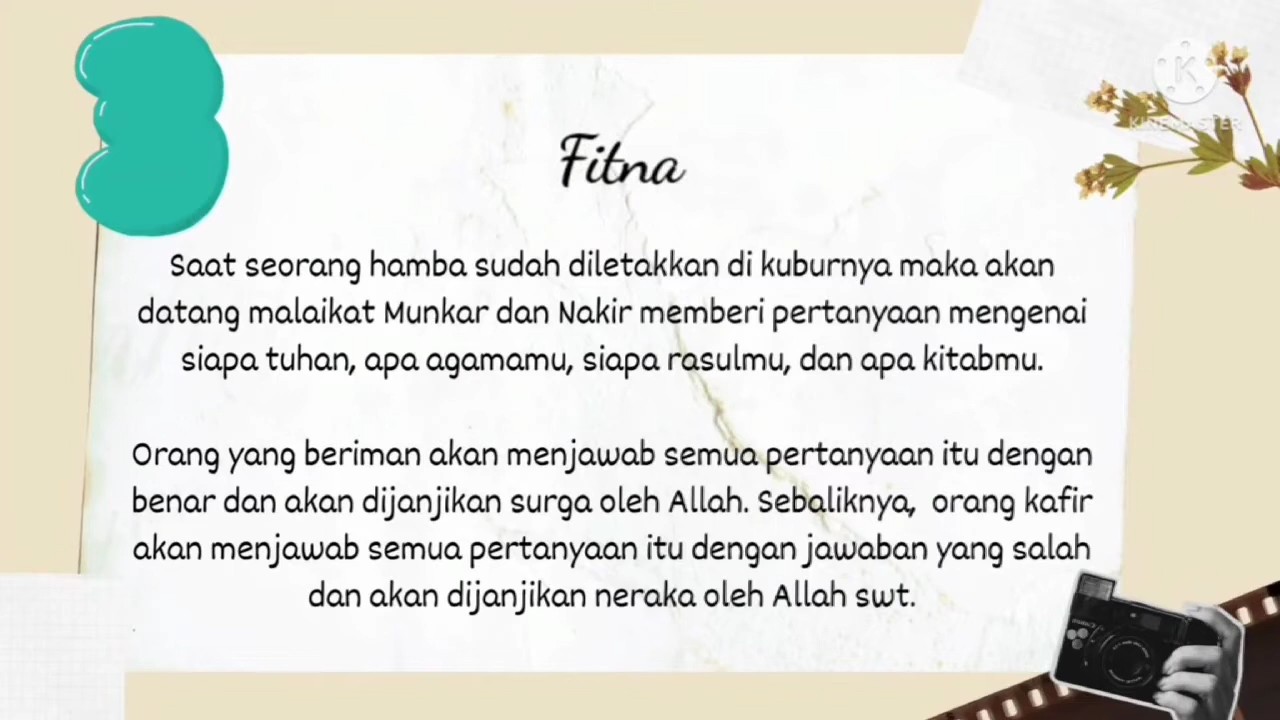 3
Fitna
Saat seorang hamba sudah diletakkan di kuburnya maka akan
datang malaikat Munkar dan Nakir memberi pertanyaan mengenai
siapa tuhan, apa agamamu, siapa rasulmu, dan apa kitabmu.
Orang yang beriman akan menjawab semua pertanyaan itu dengan
benar dan akan dijanjikan surga oleh Allah. Sebaliknya, orang kafir
akan menjawab semua pertanyaan itu dengan jawaban yang salah
dan akan dijanjikan neraka oleh Allah swt.
K
KINEMASTER